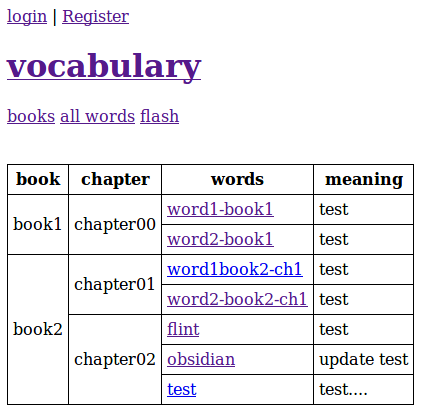 login | Register
vocabulary
books all words flash
book chapter words meaning
book1 chapter00 word1-book1 test
word2-book1 test
book2 chapter01 word1book2-ch1 test
word2-book2-ch1 test
chapter02 flint test
obsidian update test
test test....